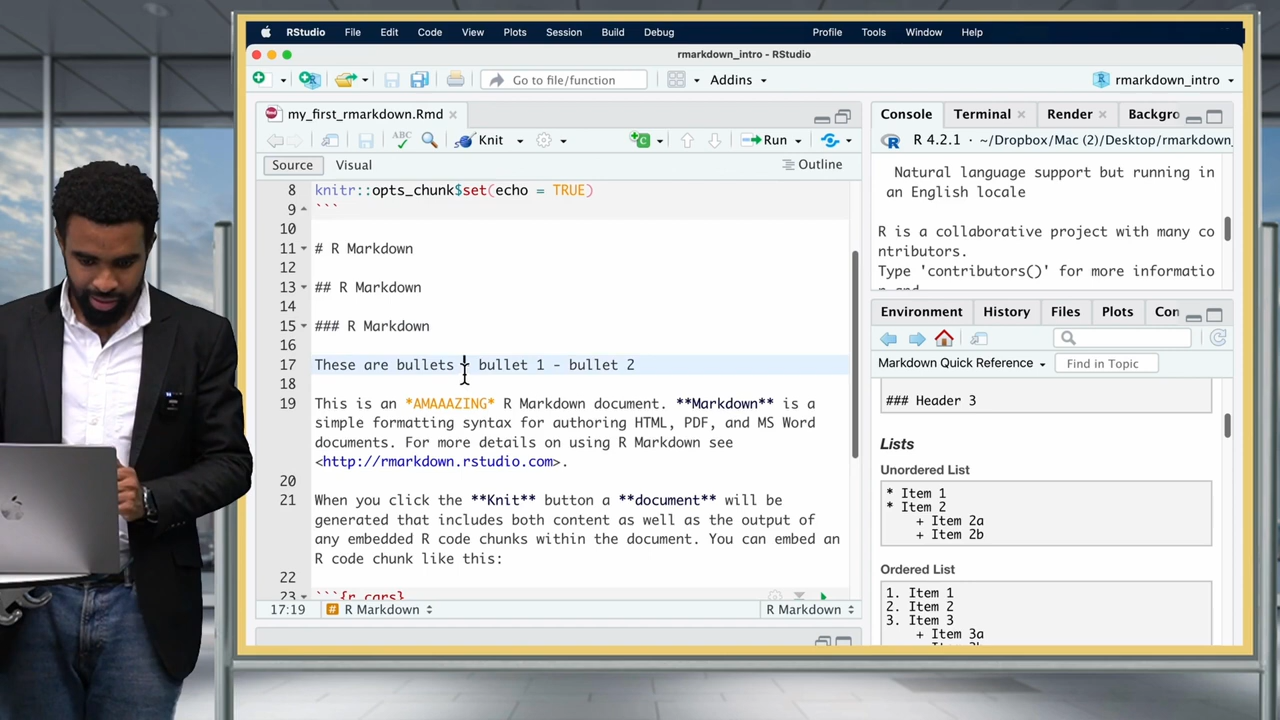 RStudio File Edit Code View Plots Session Build Debug Profile Tools Window Help
rmarkdown_intro - RStudio
Go to file/function Addins rmarkdown_intro
my_first_rmarkdown.Rmd
Knit Run
Source Visual Outline
8 knitr::opts_chunk$set(echo = TRUE)
9 ```
10
11 # R Markdown
12
13 ## R Markdown
14
15 ### R Markdown
16
17 These are bullets - bullet 1 - bullet 2
18
19 This is an *AMAAAZING* R Markdown document. **Markdown** is a
simple formatting syntax for authoring HTML, PDF, and MS Word
documents. For more details on using R Markdown see
<http://rmarkdown.rstudio.com>.
20
21 When you click the **Knit** button a **document** will be
generated that includes both content as well as the output of
any embedded R code chunks within the document. You can embed an
R code chunk like this:
22
23 ```{r cars}
17:19 R Markdown R Markdown
Console Terminal Render Backgro
R 4.2.1 · ~/Dropbox/Mac (2)/Desktop/rmarkdown_
Natural language support but running in
an English locale
R is a collaborative project with many co
ntributors.
Type 'contributors()' for more informatio
n and
Environment History Files Plots Con
Markdown Quick Reference Find in Topic
### Header 3
Lists
Unordered List
* Item 1
* Item 2
+ Item 2a
+ Item 2b
Ordered List
1. Item 1
2. Item 2
3. Item 3
+ Item 3a